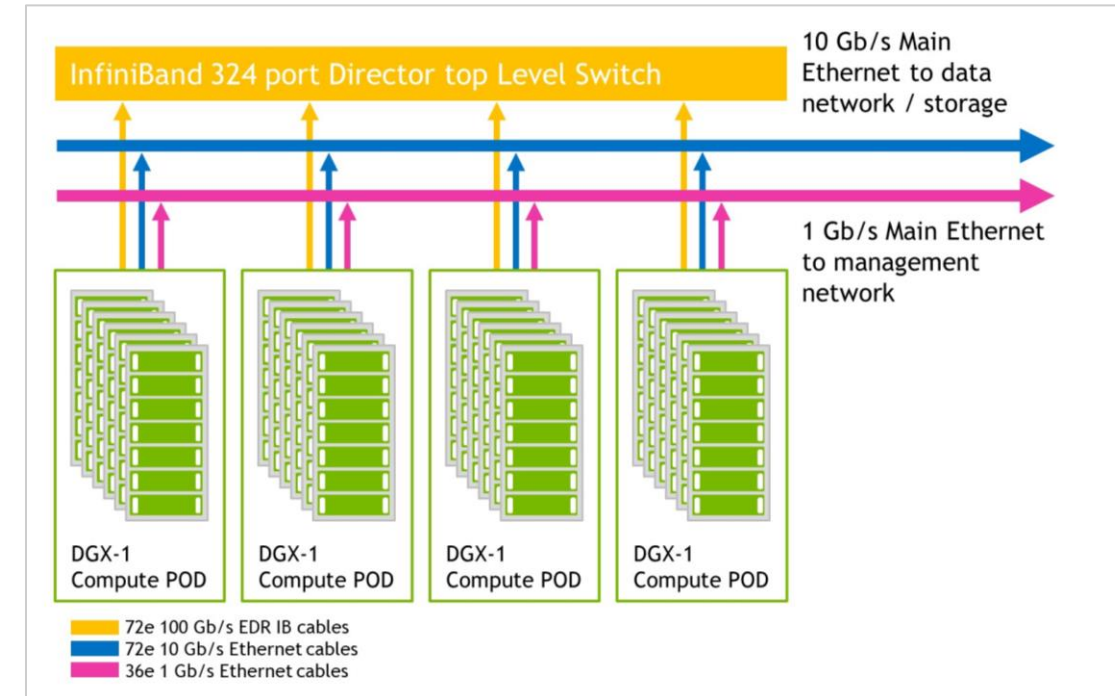 InfiniBand 324 port Director top Level Switch
10 Gb/s Main
Ethernet to data
network / storage
1 Gb/s Main Ethernet
to management
network
DGX-1
Compute POD
DGX-1
Compute POD
DGX-1
Compute POD
DGX-1
Compute POD
72e 100 Gb/s EDR IB cables
72e 10 Gb/s Ethernet cables
36e 1 Gb/s Ethernet cables